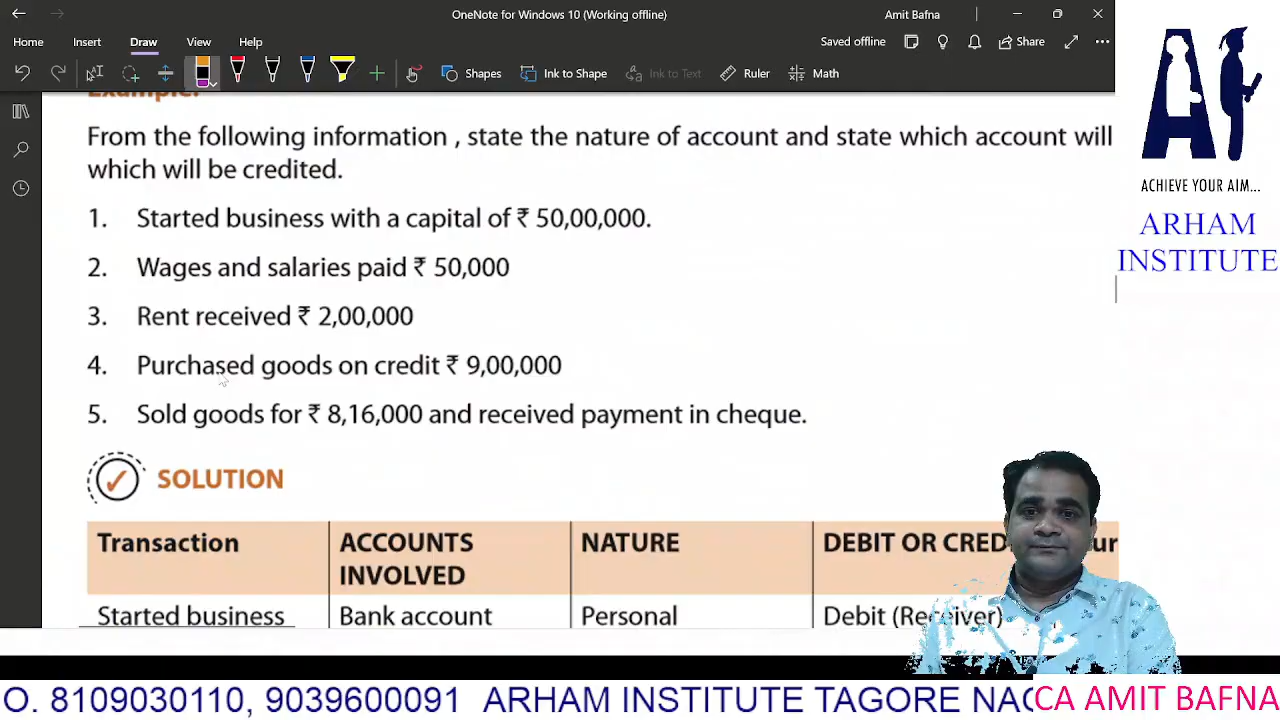 OneNote for Windows 10 (Working offline)
Amit Bafna
Home Insert Draw View Help
Saved offline
Share
Shapes Ink to Shape Ink to Text Ruler Math
Example:
From the following information , state the nature of account and state which account will
which will be credited.
1. Started business with a capital of ₹ 50,00,000.
2. Wages and salaries paid ₹ 50,000
3. Rent received ₹ 2,00,000
4. Purchased goods on credit ₹ 9,00,000
5. Sold goods for ₹ 8,16,000 and received payment in cheque.
SOLUTION
Transaction ACCOUNTS INVOLVED NATURE DEBIT OR CRED
Started business Bank account Personal Debit (Receiver)
ACHIEVE YOUR AIM...
ARHAM
INSTITUTE
O. 8109030110, 9039600091 ARHAM INSTITUTE TAGORE NAG
CA AMIT BAFNA